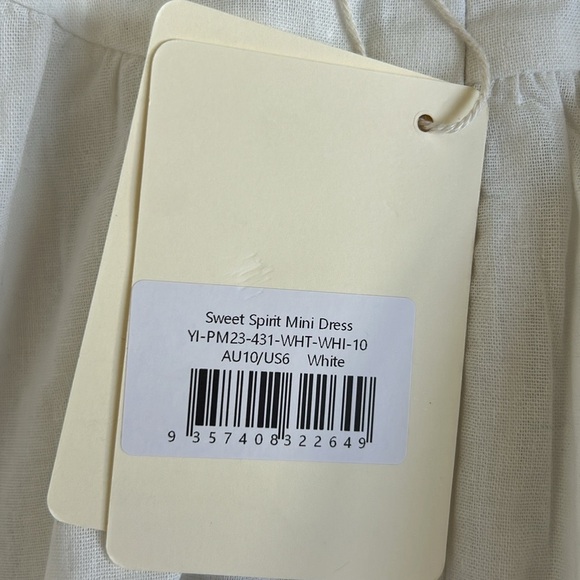 Sweet Spirit Mini Dress
YI-PM23-431-WHT-WHI-10
AU10/US6 White
9 357408 322649